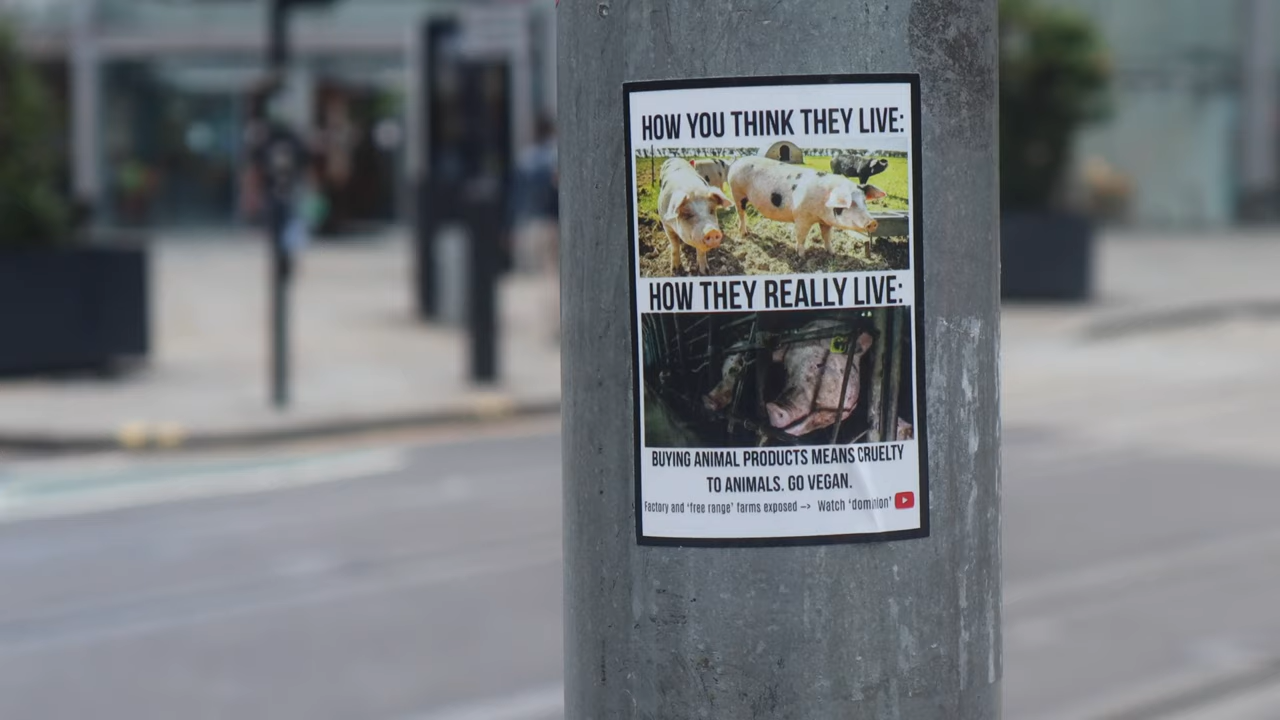 HOW YOU THINK THEY LIVE:
HOW THEY REALLY LIVE:
BUYING ANIMAL PRODUCTS MEANS CRUELTY
TO ANIMALS. GO VEGAN.
Factory and 'free range' farms exposed --> Watch 'dominion'